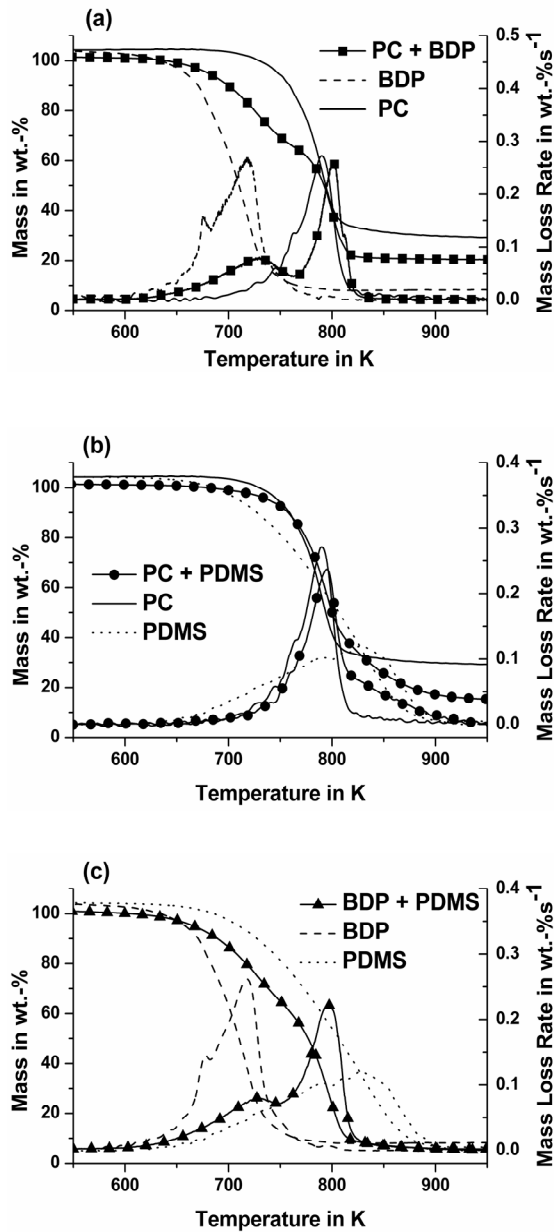 (a)
PC + BDP
BDP
PC
Mass in wt.-%
Mass Loss Rate in wt.-%s-1
100
80
60
40
20
0
0.5
0.4
0.3
0.2
0.1
0.0
600 700 800 900
Temperature in K
(b)
PC + PDMS
PC
PDMS
Mass in wt.-%
Mass Loss Rate in wt.-%s-1
100
80
60
40
20
0
0.4
0.3
0.2
0.1
0.0
600 700 800 900
Temperature in K
(c)
BDP + PDMS
BDP
PDMS
Mass in wt.-%
Mass Loss Rate in wt.-%s-1
100
80
60
40
20
0
0.4
0.3
0.2
0.1
0.0
600 700 800 900
Temperature in K